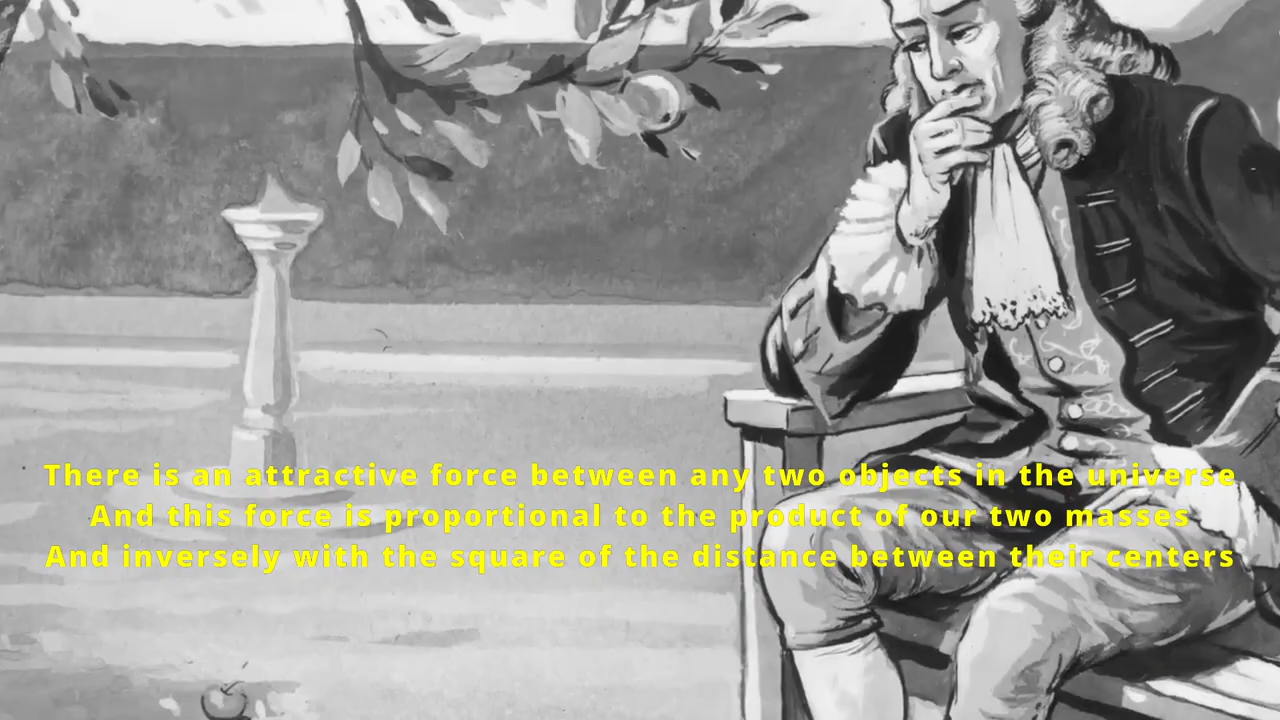 There is an attractive force between any two objects in the universe
And this force is proportional to the product of our two masses
And inversely with the square of the distance between their centers